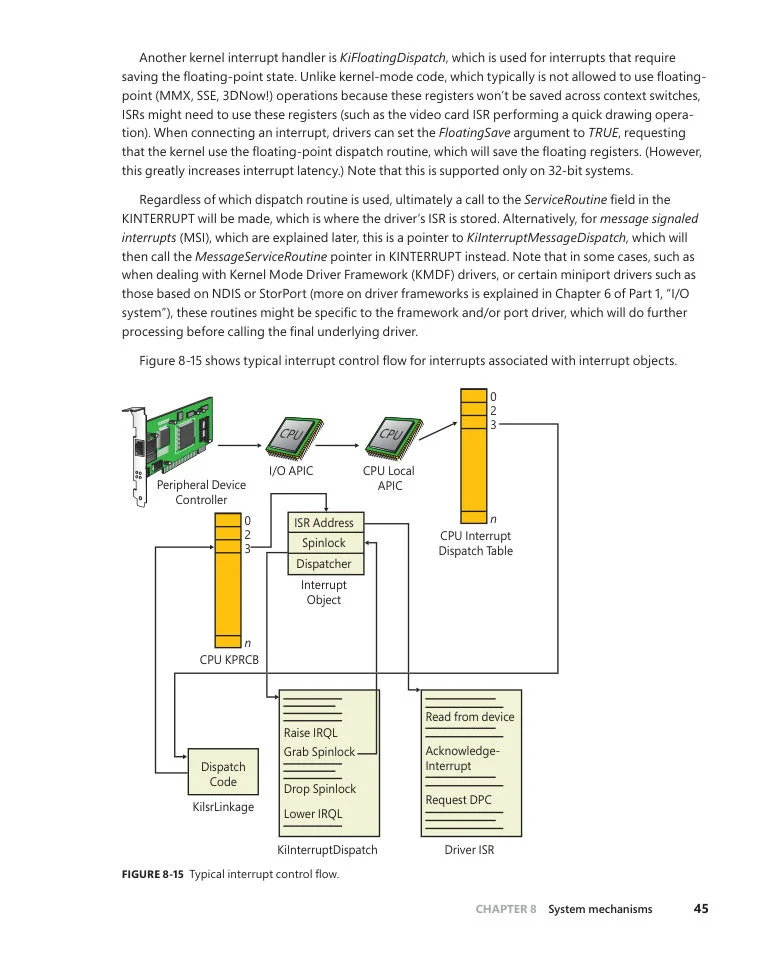 Another kernel interrupt handler is KiFloatingDispatch, which is used for interrupts that require
saving the floating-point state. Unlike kernel-mode code, which typically is not allowed to use floating-
point (MMX, SSE, 3DNow!) operations because these registers won’t be saved across context switches,
ISRs might need to use these registers (such as the video card ISR performing a quick drawing opera-
tion). When connecting an interrupt, drivers can set the FloatingSave argument to TRUE, requesting
that the kernel use the floating-point dispatch routine, which will save the floating registers. (However,
this greatly increases interrupt latency.) Note that this is supported only on 32-bit systems.
Regardless of which dispatch routine is used, ultimately a call to the ServiceRoutine field in the
KINTERRUPT will be made, which is where the driver’s ISR is stored. Alternatively, for message signaled
interrupts (MSI), which are explained later, this is a pointer to KiInterruptMessageDispatch, which will
then call the MessageServiceRoutine pointer in KINTERRUPT instead. Note that in some cases, such as
when dealing with Kernel Mode Driver Framework (KMDF) drivers, or certain miniport drivers such as
those based on NDIS or StorPort (more on driver frameworks is explained in Chapter 6 of Part 1, “I/O
system”), these routines might be specific to the framework and/or port driver, which will do further
processing before calling the final underlying driver.
Figure 8-15 shows typical interrupt control flow for interrupts associated with interrupt objects.
0
2
3
n
CPU Interrupt
Dispatch Table
CPU
I/O APIC
CPU
CPU Local
APIC
Peripheral Device
Controller
0
2
3
n
CPU KPRCB
ISR Address
Spinlock
Dispatcher
Interrupt
Object
Dispatch
Code
KiIsrLinkage
Raise IRQL
Grab Spinlock
Drop Spinlock
Lower IRQL
KiInterruptDispatch
Read from device
Acknowledge-
Interrupt
Request DPC
Driver ISR
FIGURE 8-15 Typical interrupt control flow.
CHAPTER 8 System mechanisms 45